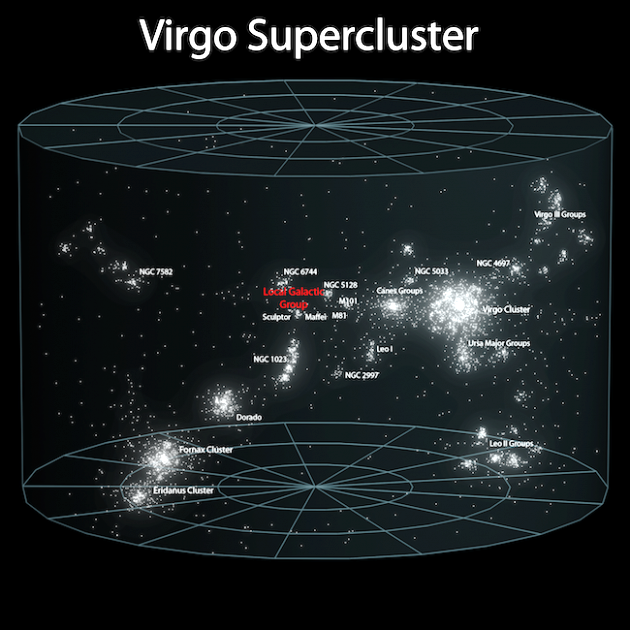 Virgo Supercluster
Virgo III Groups
NGC 7582
NGC 6744
NGC 5033
NGC 4697
NGC 5128
Local Galactic
Group
M101
Canes Groups
Virgo Cluster
Sculptor
Maffei
M81
Ursa Major Groups
NGC 1023
Leo I
NGC 2997
Dorado
Leo II Groups
Fornax Cluster
Eridanus Cluster